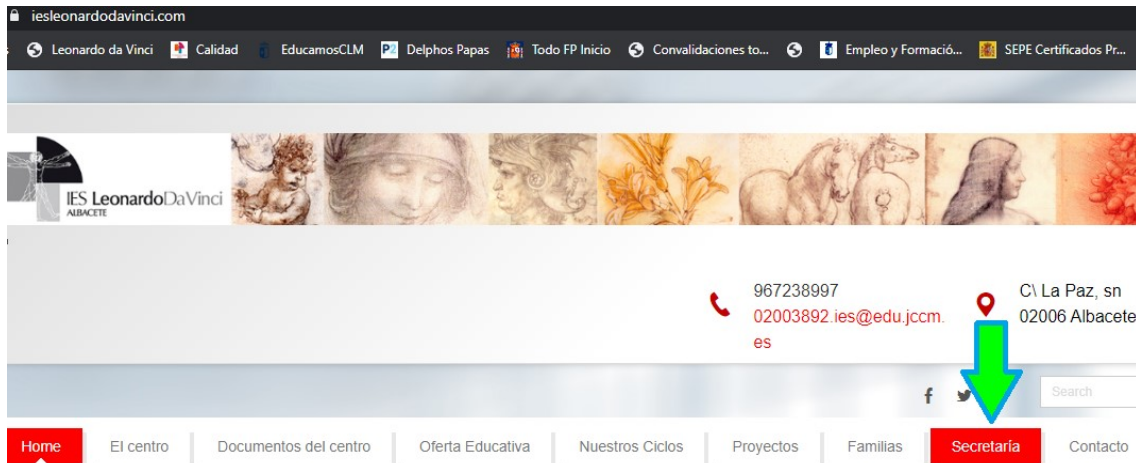 iesleonardodavinci.com
Leonardo da Vinci Calidad EducamosCLM P2 Delphos Papas Todo FP Inicio Convalidaciones to... Empleo y Formació... SEPE Certificados Pr...
IES LeonardoDaVinci
ALBACETE
967238997
02003892.ies@edu.jccm.
es
C\ La Paz, sn
02006 Albacete
Search
Home El centro Documentos del centro Oferta Educativa Nuestros Ciclos Proyectos Familias Secretaría Contacto